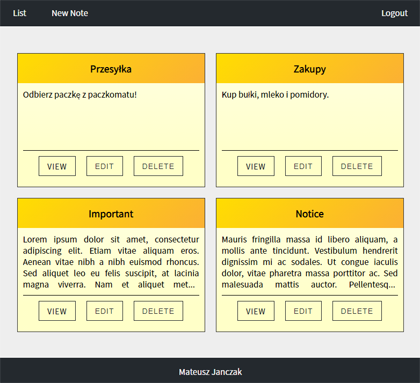 List New Note Logout
Przesyłka
Odbierz paczkę z paczkomatu!
VIEW EDIT DELETE
Zakupy
Kup bułki, mleko i pomidory.
VIEW EDIT DELETE
Important
Lorem ipsum dolor sit amet, consectetur
adipiscing elit. Etiam vitae aliquam eros.
Aenean vitae nibh a nibh euismod rhoncus.
Sed aliquet leo eu felis suscipit, at lacinia
magna viverra. Nam et aliquet met...
VIEW EDIT DELETE
Notice
Mauris fringilla massa id libero aliquam, a
mollis ante tincidunt. Vestibulum hendrerit
dignissim mi ac sodales. Ut congue iaculis
dolor, vitae pharetra massa porttitor ac. Sed
malesuada mattis auctor. Pellentesq...
VIEW EDIT DELETE
Mateusz Janczak